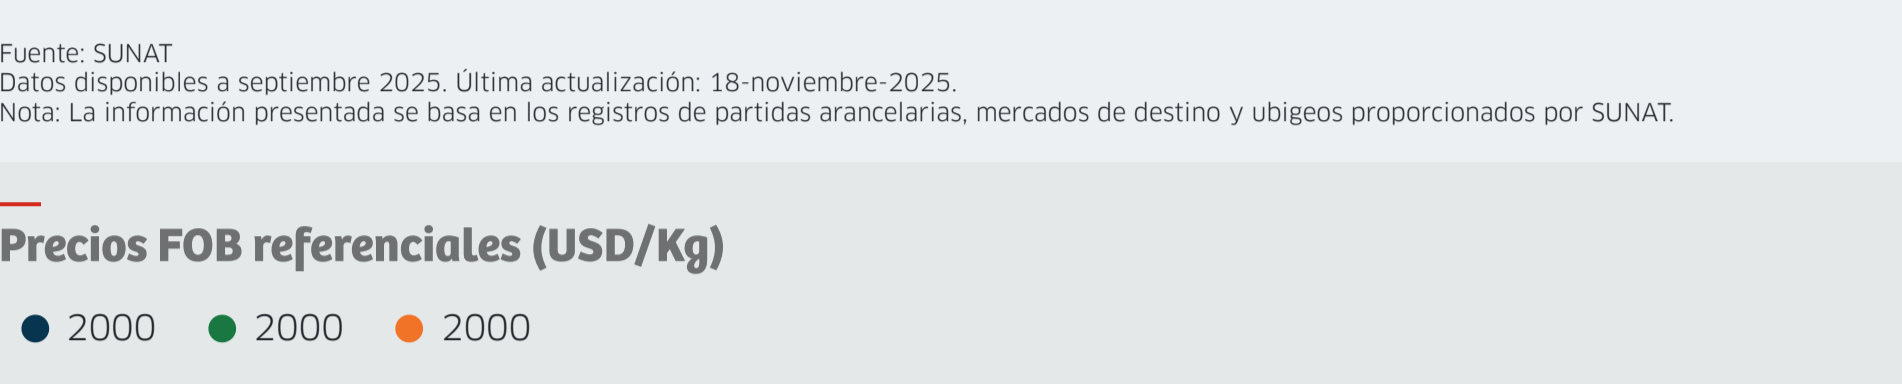 Fuente: SUNAT
Datos disponibles a septiembre 2025. Última actualización: 18-noviembre-2025.
Nota: La información presentada se basa en los registros de partidas arancelarias, mercados de destino y ubigeos proporcionados por SUNAT.
Precios FOB referenciales (USD/Kg)
2000 2000 2000